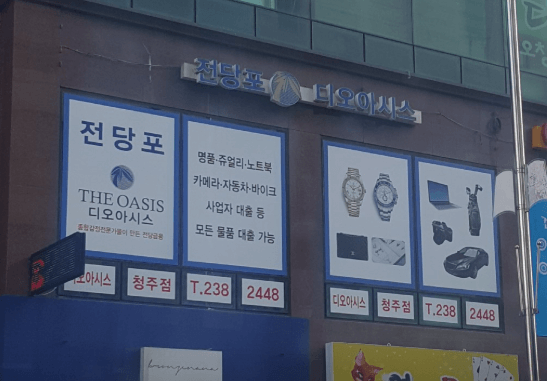 전당포 디오아시스
전당포
THE OASIS
디오아시스
명품·쥬얼리·노트북
카메라·자동차·바이크
사업자 대출 등
모든 물품 대출 가능
디오아시스 청주점 T.238 2448
디오아시스 청주점 T.238 2448